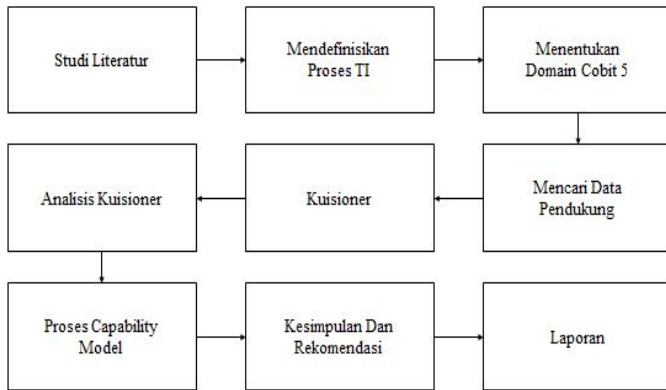 Studi Literatur
Mendefinisikan
Proses TI
Menentukan
Domain Cobit 5
Analisis Kuisioner
Kuisioner
Mencari Data
Pendukung
Proses Capability
Model
Kesimpulan Dan
Rekomendasi
Laporan